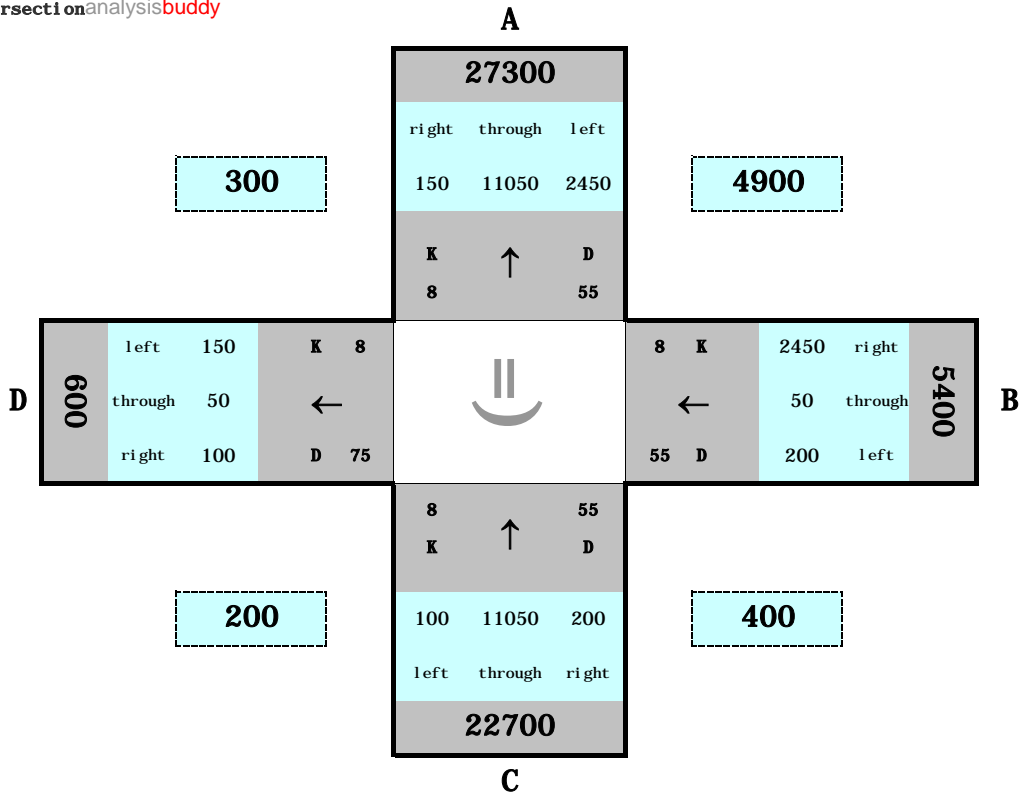 rsectionanalysisbuddy
A
27300
right through left
150 11050 2450
300
4900
K D
8 55
left 150 K 8
8 K 2450 right
D 600 through 50 ←
← 50 through 5400 B
right 100 D 75
55 D 200 left
8 55
K D
100 11050 200
left through right
200
400
22700
C